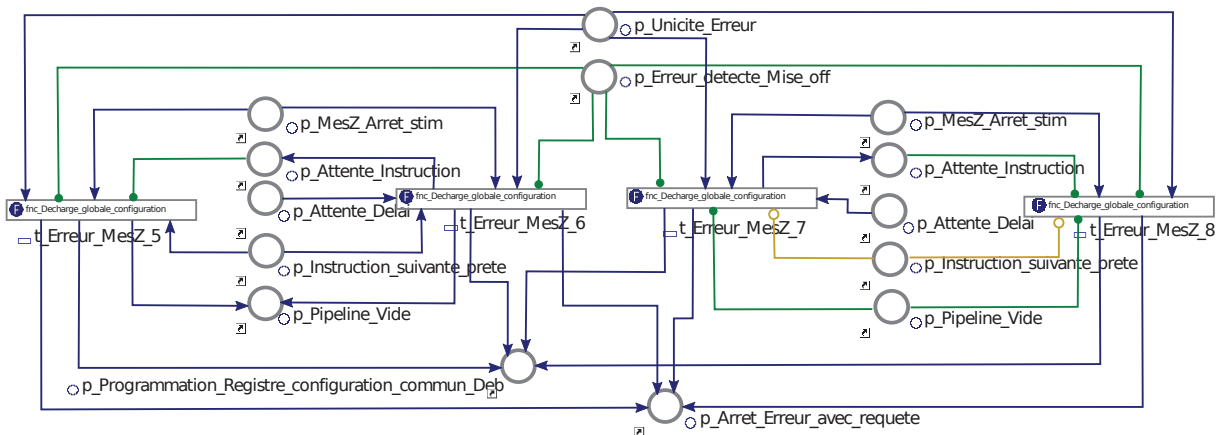 p_Unicite_Erreur
p_Erreur_detecte_Mise_off
p_MesZ_Arret_stim
p_MesZ_Arret_stim
p_Attente_Instruction
p_Attente_Instruction
F fnc_Decharge_globale_configuration
F fnc_Decharge_globale_configuration
F fnc_Decharge_globale_configuration
F fnc_Decharge_globale_configuration
p_Attente_Delai
p_Attente_Delai
t_Erreur_MesZ_5
t_Erreur_MesZ_6
t_Erreur_MesZ_7
t_Erreur_MesZ_8
p_Instruction_suivante_prete
p_Instruction_suivante_prete
p_Pipeline_Vide
p_Pipeline_Vide
p_Programmation_Registre_configuration_commun_Deb
p_Arret_Erreur_avec_requete